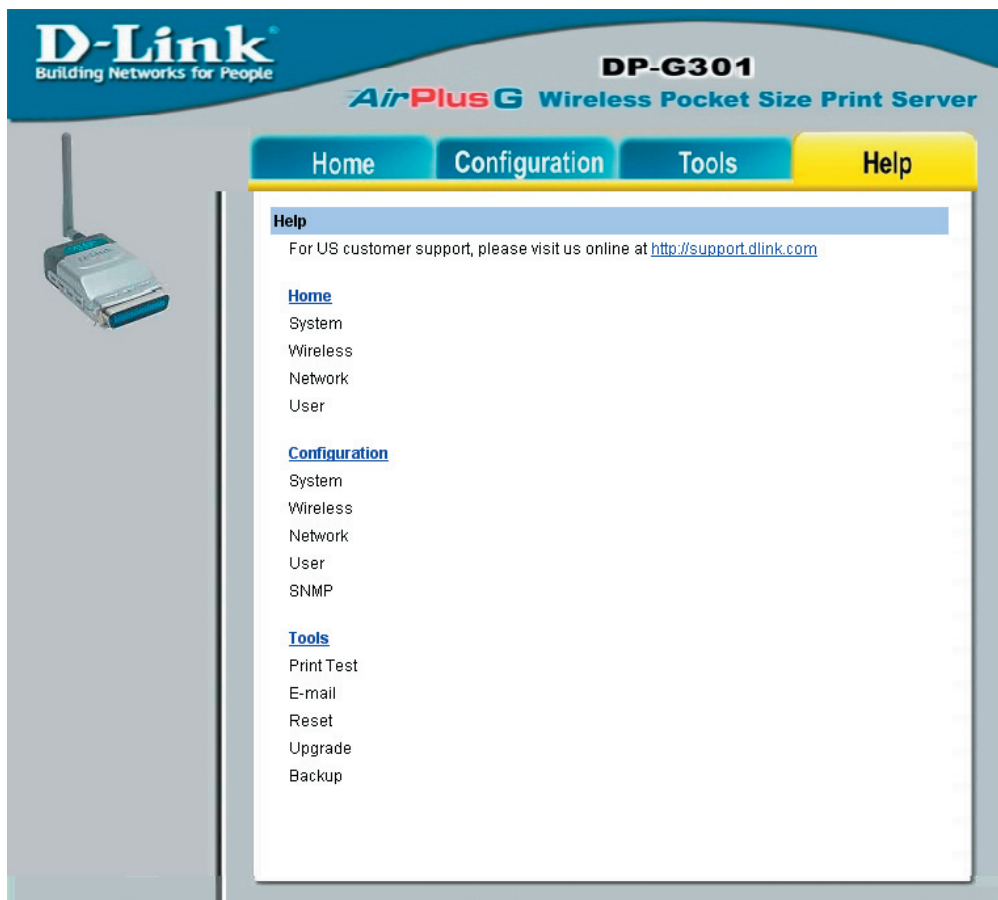 D-Link
Building Networks for People
DP-G301
AirPlus G Wireless Pocket Size Print Server
Home
Configuration
Tools
Help
Help
For US customer support, please visit us online at http://support.dlink.com
Home
System
Wireless
Network
User
Configuration
System
Wireless
Network
User
SNMP
Tools
Print Test
E-mail
Reset
Upgrade
Backup